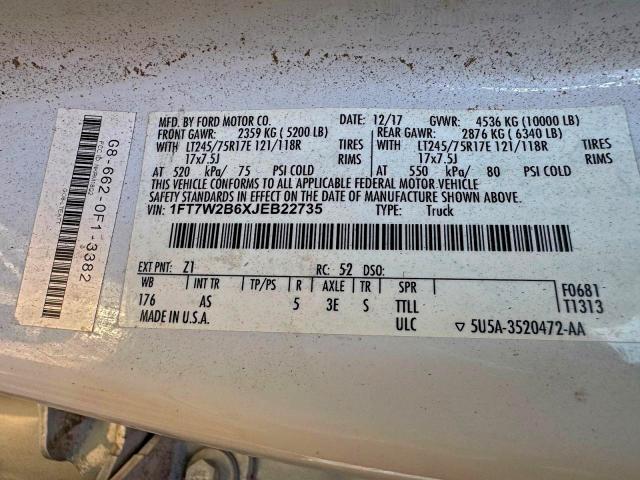 MFD. BY FORD MOTOR CO.
DATE: 12/17 GVWR: 4536 KG (10000 LB)
FRONT GAWR: 2359 KG ( 5200 LB) REAR GAWR: 2876 KG ( 6340 LB)
WITH LT245/75R17E 121/118R TIRES WITH LT245/75R17E 121/118R TIRES
17x7.5J RIMS 17x7.5J RIMS
AT 520 kPa/ 75 PSI COLD AT 550 kPa/ 80 PSI COLD
THIS VEHICLE CONFORMS TO ALL APPLICABLE FEDERAL MOTOR VEHICLE
SAFETY STANDARDS IN EFFECT ON THE DATE OF MANUFACTURE SHOWN ABOVE.
VIN: 1FT7W2B6XJEB22735 TYPE: Truck
EXT PNT: Z1 RC: 52 DSO:
WB INT TR TP/PS R AXLE TR SPR
176 AS 5 3E S TTLL
ULC
F0681
T1313
MADE IN U.S.A.
▽ 5U5A-3520472-AA
G8-662-0F1-3382